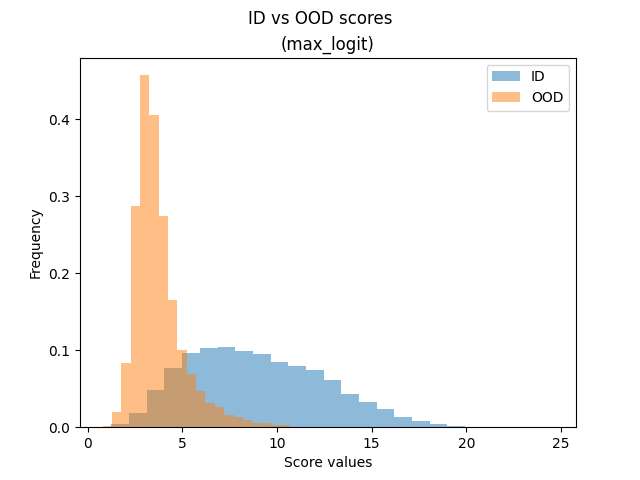 ID vs OOD scores
(max_logit)
ID
OOD
Frequency
0.4
0.3
0.2
0.1
0.0
0
5
10
15
20
25
Score values